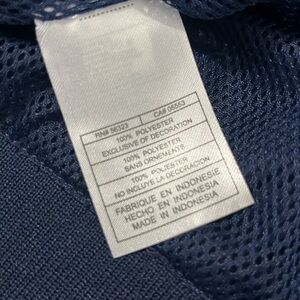 RN# 56323 CA# 05553
100% POLYESTER
EXCLUSIVE OF DECORATION
100% POLYESTER
SANS ORNEMENTS
100% POLIESTER
NO INCLUYE LA DECORACION
FABRIQUE EN INDONESIE
HECHO EN INDONESIA
MADE IN INDONESIA